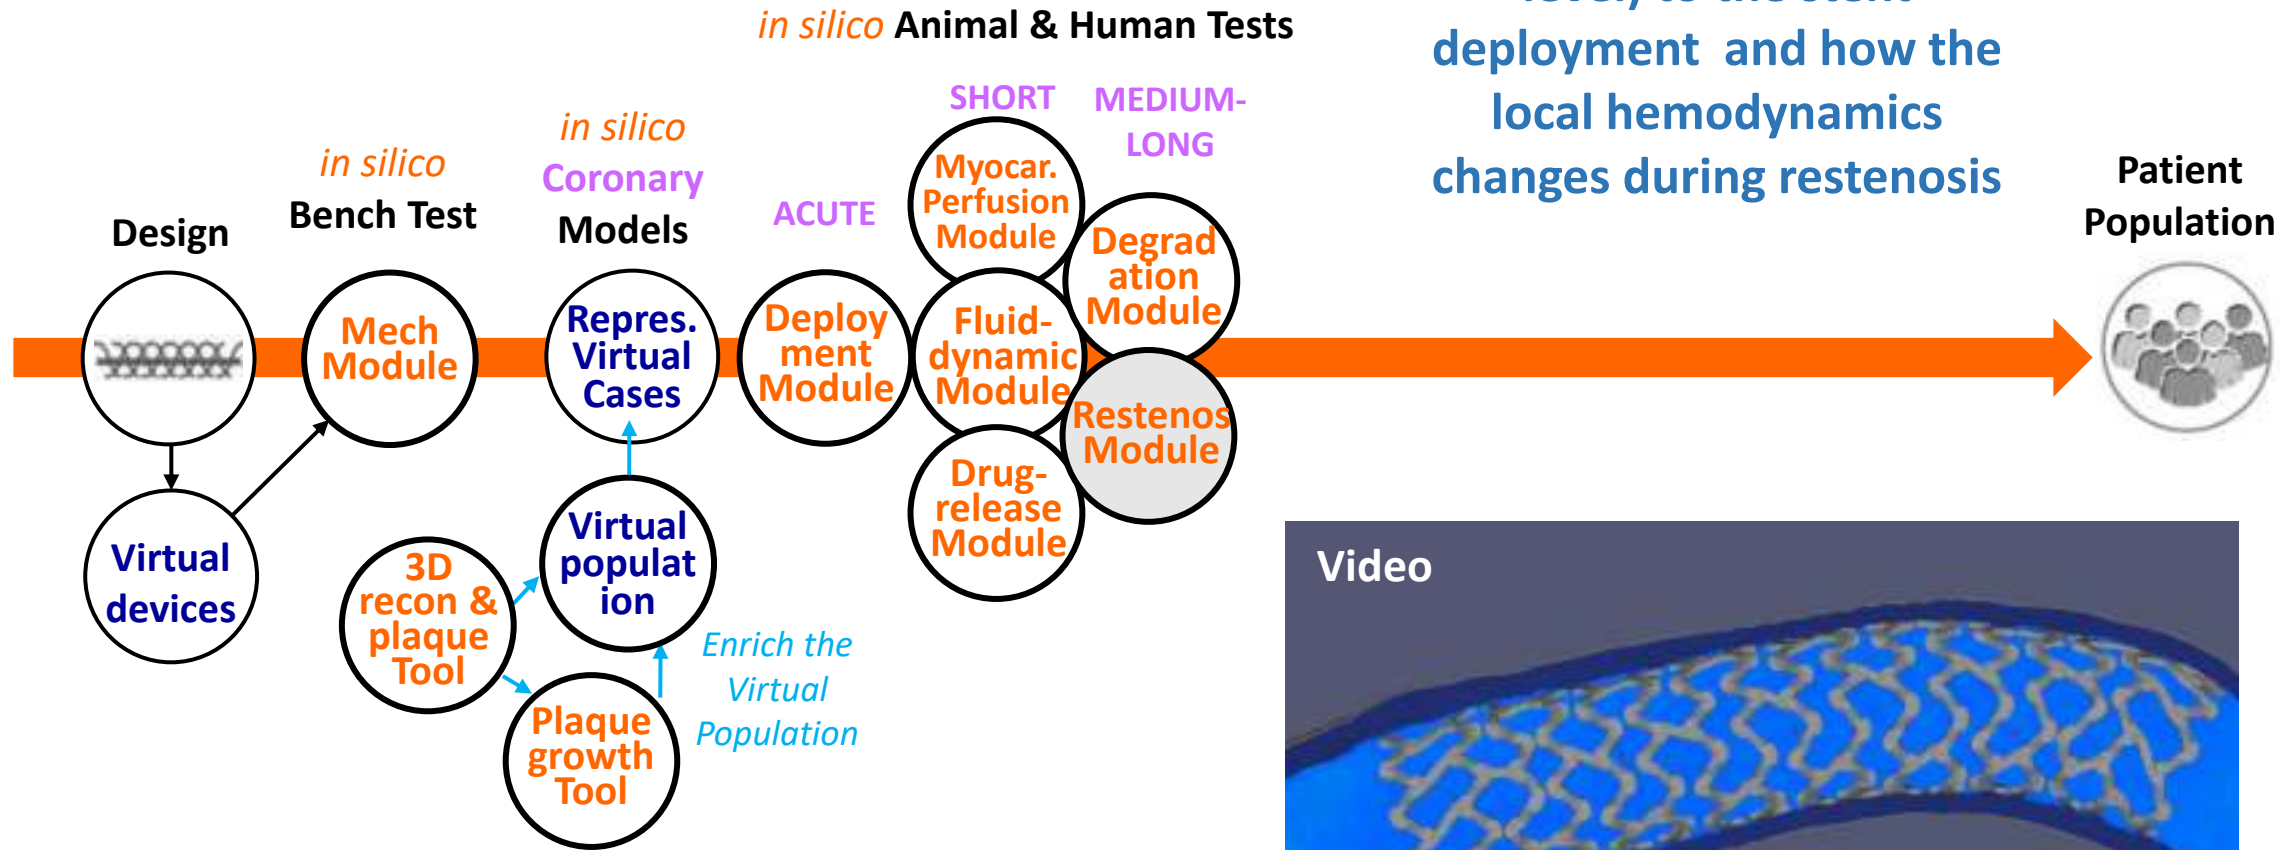 in silico Animal & Human Tests
deployment and how the
local hemodynamics
changes during restenosis
SHORT
MEDIUM-
LONG
in silico
Coronary
Models
in silico
Bench Test
Design
ACUTE
Patient
Population
Mech
Module
Repres.
Virtual
Cases
Deploy
ment
Module
Myocar.
Perfusion
Module
Fluid-
dynamic
Module
Drug-
release
Module
Degrad
ation
Module
Restenos
Module
Virtual
devices
3D
recon &
plaque
Tool
Virtual
populat
ion
Plaque
growth
Tool
Enrich the
Virtual
Population
Video